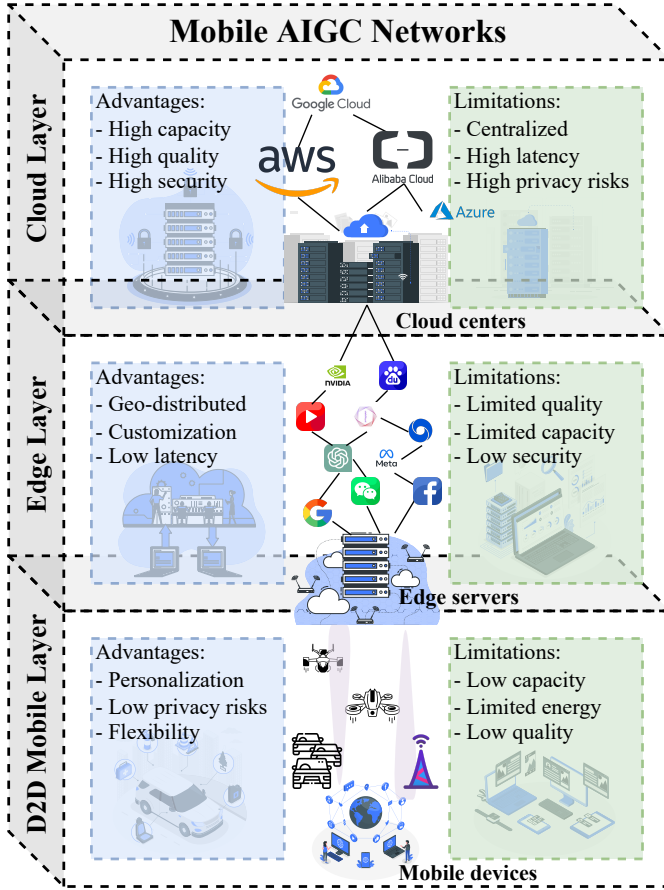 Mobile AIGC Networks
Cloud Layer
Advantages:
- High capacity
- High quality
- High security
Google Cloud
aws
Alibaba Cloud
Azure
Limitations:
- Centralized
- High latency
- High privacy risks
Cloud centers
Edge Layer
Advantages:
- Geo-distributed
- Customization
- Low latency
NVIDIA
du
Meta
Limitations:
- Limited quality
- Limited capacity
- Low security
Edge servers
D2D Mobile Layer
Advantages:
- Personalization
- Low privacy risks
- Flexibility
Limitations:
- Low capacity
- Limited energy
- Low quality
Mobile devices